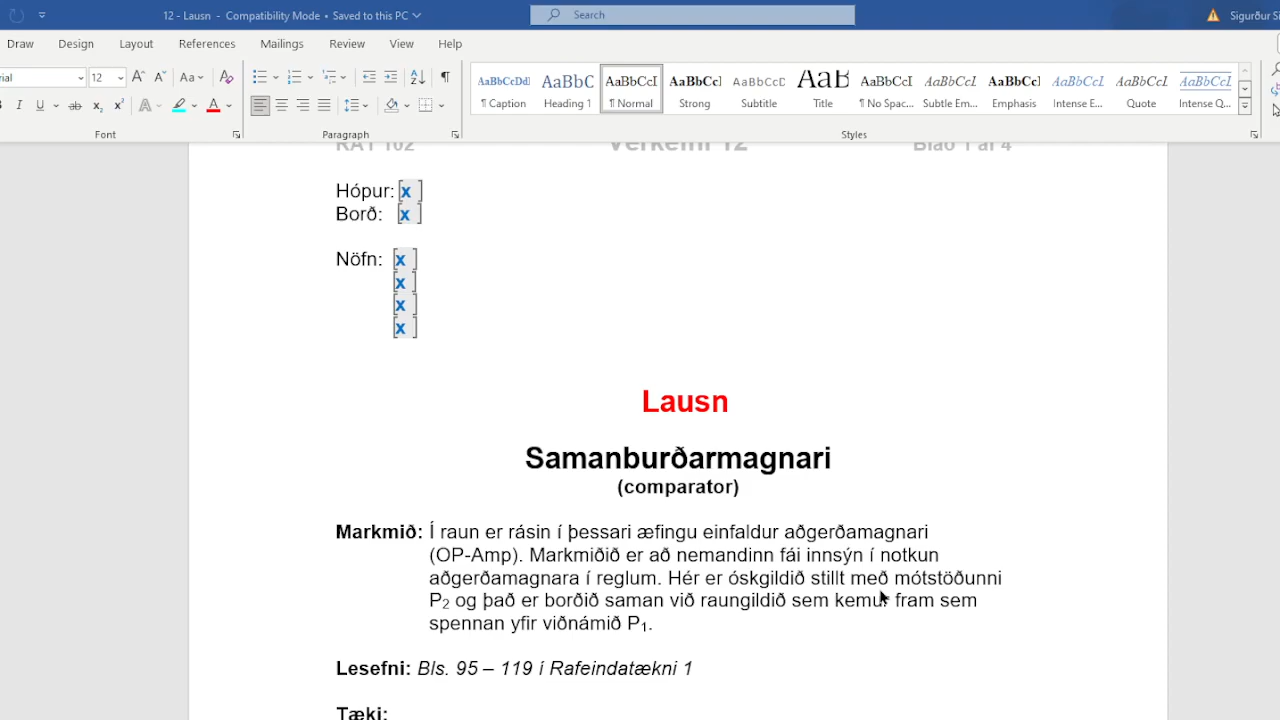 12 - Lausn - Compatibility Mode • Saved to this PC
Search
Sigurður
Draw Design Layout References Mailings Review View Help
12
Aa
AaBbCcDd AaBbC AaBbCcI AaBbCcI AaBbCcC AaB AaBbCcI AaBbCcI AaBbCcI AaBbCcI AaBbCcI AaBbCcI
¶ Caption Heading 1 ¶ Normal Strong Subtitle Title ¶ No Spac... Subtle Em... Emphasis Intense E... Quote Intense Q...
Font Paragraph Styles
RAT 102 Verkefni 12 Blað 1 af 4
Hópur: [x ]
Borð: [x ]
Nöfn: [x ]
[x ]
[x ]
[x ]
Lausn
Samanburðarmagnari
(comparator)
Markmið: Í raun er rásin í þessari æfingu einfaldur aðgerðamagnari
(OP-Amp). Markmiðið er að nemandinn fái innsýn í notkun
aðgerðamagnara í reglum. Hér er óskgildið stillt með mótstöðunni
P₂ og það er borðið saman við raungildið sem kemur fram sem
spennan yfir viðnámið P₁.
Lesefni: Bls. 95 – 119 í Rafeindatækni 1
Tæki: